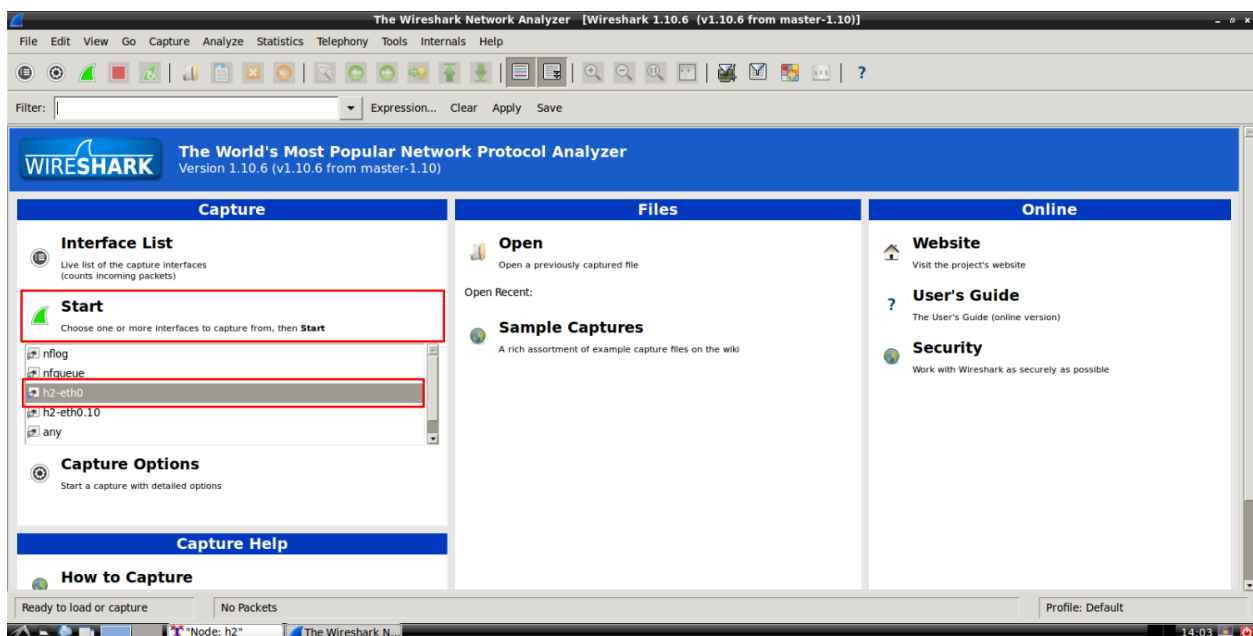 The Wireshark Network Analyzer [Wireshark 1.10.6 (v1.10.6 from master-1.10)]
File Edit View Go Capture Analyze Statistics Telephony Tools Internals Help
Filter: Expression... Clear Apply Save
WIRESHARK
The World's Most Popular Network Protocol Analyzer
Version 1.10.6 (v1.10.6 from master-1.10)
Capture
Interface List
Live list of the capture interfaces
(counts incoming packets)
Start
Choose one or more interfaces to capture from, then Start
nflog
nfqueue
h2-eth0
h2-eth0.10
any
Capture Options
Start a capture with detailed options
Capture Help
How to Capture
Files
Open
Open a previously captured file
Open Recent:
Sample Captures
A rich assortment of example capture files on the wiki
Online
Website
Visit the project's website
User's Guide
The User's Guide (online version)
Security
Work with Wireshark as securely as possible
Ready to load or capture
No Packets
Profile: Default
"Node: h2"
The Wireshark N...
14:03